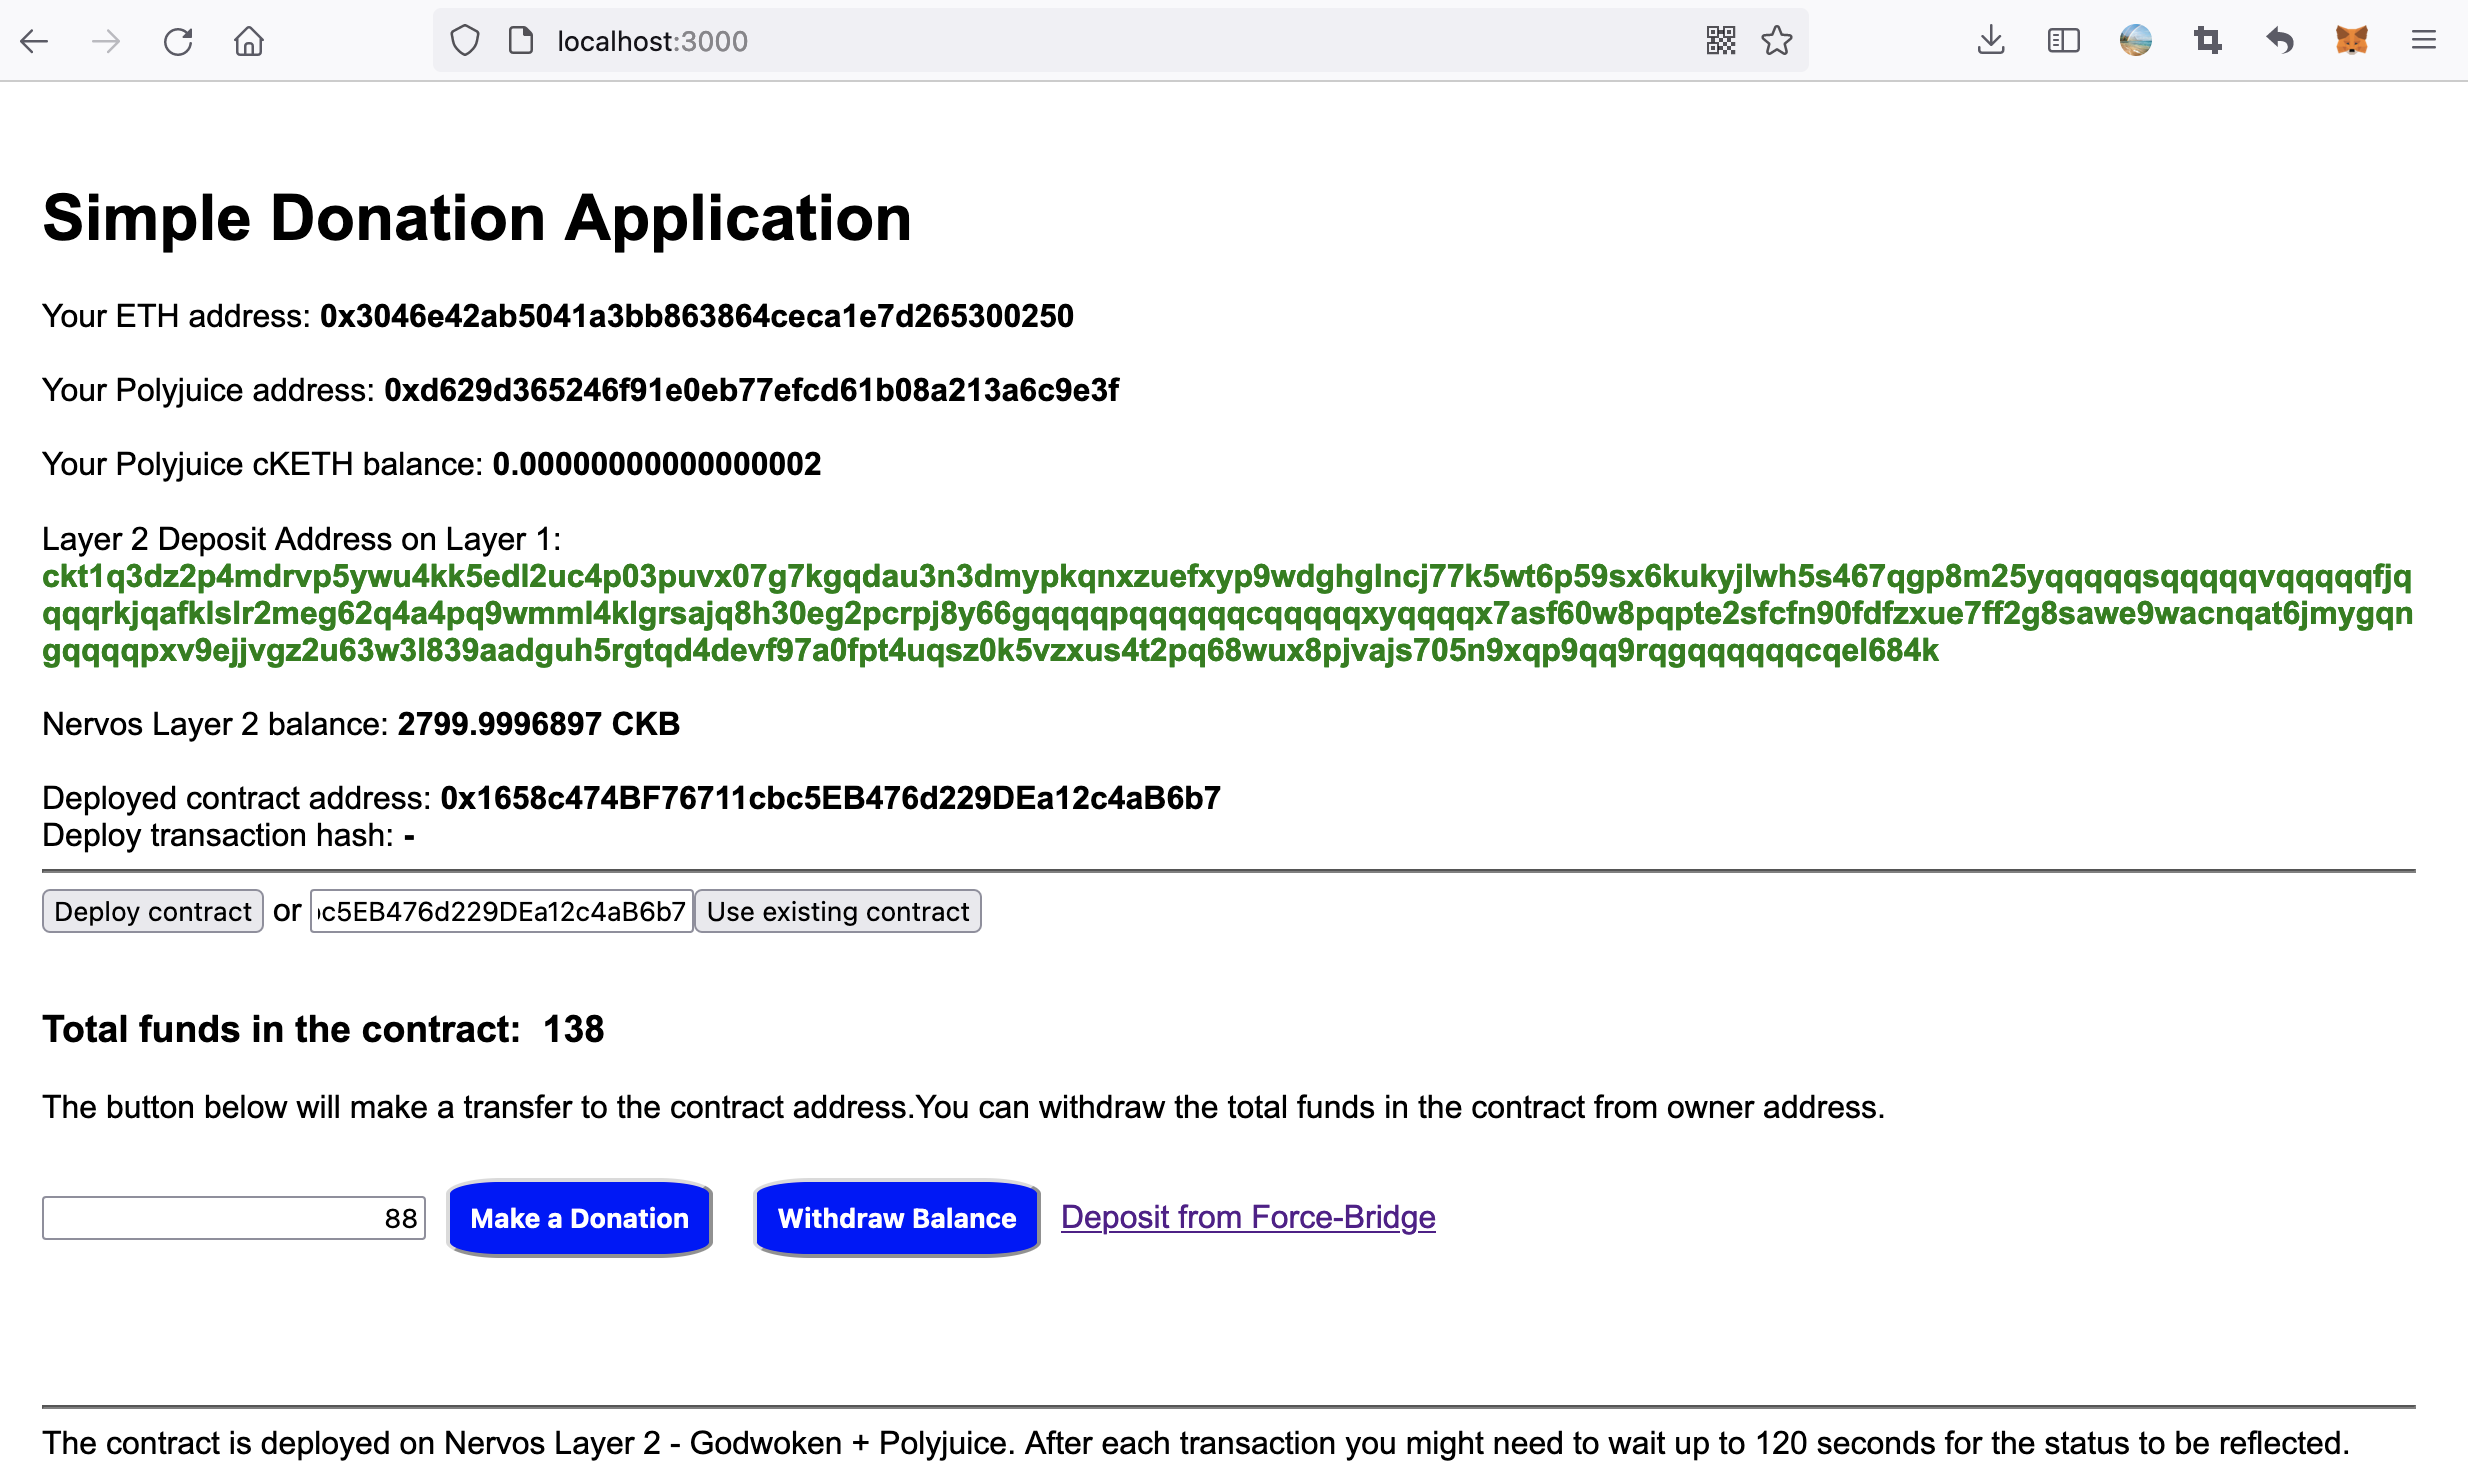 localhost:3000
Simple Donation Application
Your ETH address: 0x3046e42ab5041a3bb863864ceca1e7d265300250
Your Polyjuice address: 0xd629d365246f91e0eb77efcd61b08a213a6c9e3f
Your Polyjuice cKETH balance: 0.00000000000000002
Layer 2 Deposit Address on Layer 1:
ckt1q3dz2p4mdrvp5ywu4kk5edl2uc4p03puvx07g7kgqdau3n3dmypkqnxzuefxyp9wdghglncj77k5wt6p59sx6kukyjlwh5s467qgp8m25yqqqqqsqqqqqvqqqqqfjq
qqqrkjqafklslr2meg62q4a4pq9wmml4klgrsajq8h30eg2pcrpj8y66gqqqqpqqqqqqcqqqqqxyqqqqx7asf60w8pqpte2sfcfn90fdfzxue7ff2g8sawe9wacnqat6jmygqn
gqqqqpxv9ejjvgz2u63w3l839aadguh5rgtqd4devf97a0fpt4uqsz0k5vzxus4t2pq68wux8pjvajs705n9xqp9qq9rqgqqqqqqcqel684k
Nervos Layer 2 balance: 2799.9996897 CKB
Deployed contract address: 0x1658c474BF76711cbc5EB476d229DEa12c4aB6b7
Deploy transaction hash: -
Deploy contract or c5EB476d229DEa12c4aB6b7 Use existing contract
Total funds in the contract: 138
The button below will make a transfer to the contract address.You can withdraw the total funds in the contract from owner address.
88 Make a Donation Withdraw Balance Deposit from Force-Bridge
The contract is deployed on Nervos Layer 2 - Godwoken + Polyjuice. After each transaction you might need to wait up to 120 seconds for the status to be reflected.